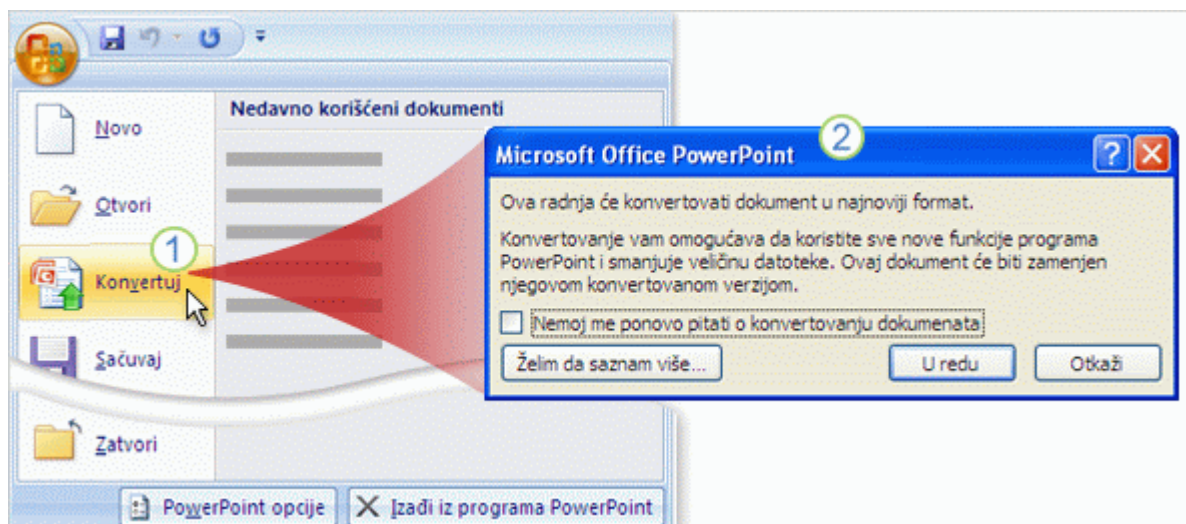 Nedavno korišćeni dokumenti
Novo
Otvori
1
Konvertuj
Sačuvaj
Zatvori
PowerPoint opcije
Izađi iz programa PowerPoint
2
Microsoft Office PowerPoint
Ova radnja će konvertovati dokument u najnoviji format.
Konvertovanje vam omogućava da koristite sve nove funkcije programa
PowerPoint i smanjuje veličinu datoteke. Ovaj dokument će biti zamenjen
njegovom konvertovanom verzijom.
Nemoj me ponovo pitati o konvertovanju dokumenata
Želim da saznam više...
U redu
Otkaži